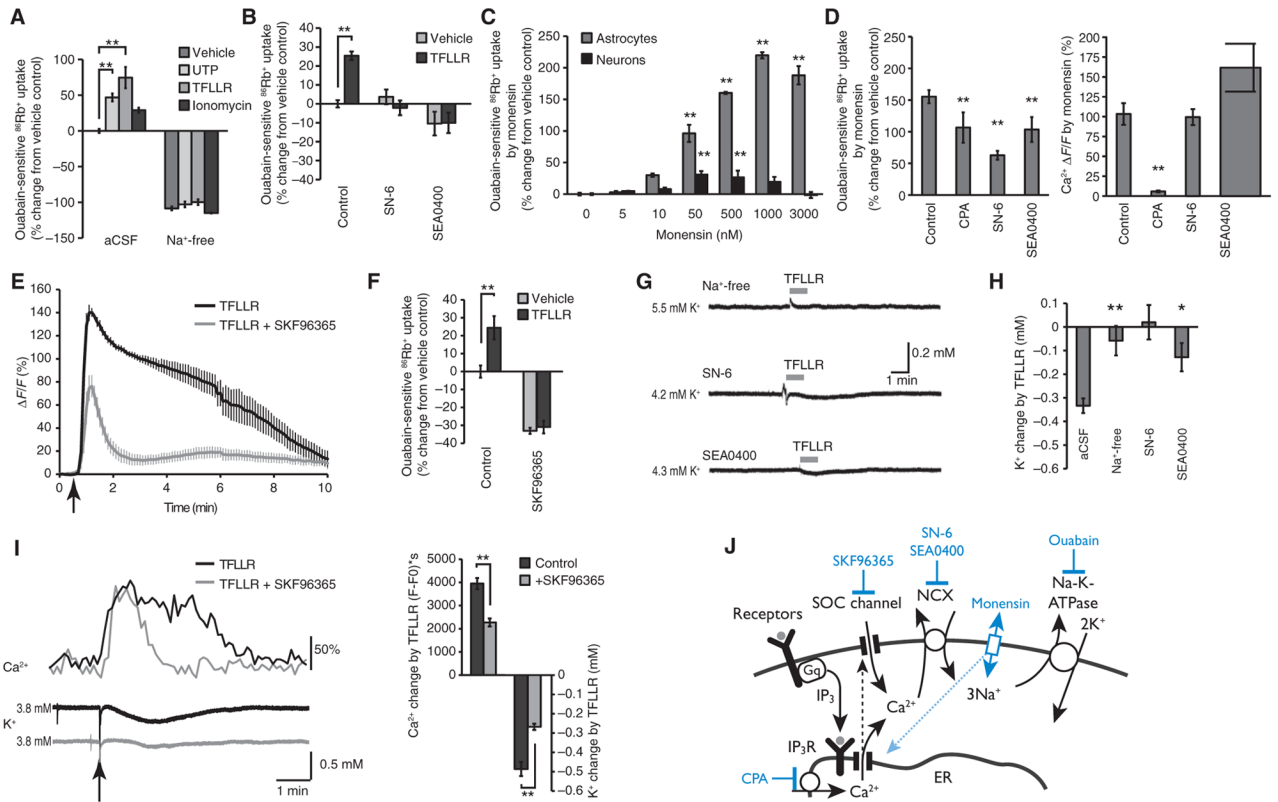 A
Ouabain-sensitive ⁸⁶Rb⁺ uptake
(% change from vehicle control)
100
50
0
−50
−100
−150
**
**
Vehicle
UTP
TFLLR
Ionomycin
aCSF
Na⁺-free
B
Ouabain-sensitive ⁸⁶Rb⁺ uptake
(% change from vehicle control)
40
30
20
10
0
−10
−20
−30
−40
**
Vehicle
TFLLR
Control
SN-6
SEA0400
C
Ouabain-sensitive ⁸⁶Rb⁺ uptake
by monensin
(% change from vehicle control)
250
200
150
100
50
0
Astrocytes
Neurons
**
**
**
**
**
**
0
5
10
50
500
1000
3000
Monensin (nM)
D
Ouabain-sensitive ⁸⁶Rb⁺ uptake
by monensin
(% change from vehicle control)
250
200
150
100
50
0
**
**
**
Control
CPA
SN-6
SEA0400
Ca²⁺ ΔF/F by monensin (%)
200
175
150
125
100
75
50
25
0
**
Control
CPA
SN-6
SEA0400
E
ΔF/F (%)
160
140
120
100
80
60
40
20
0
TFLLR
TFLLR + SKF96365
0
2
4
6
8
10
Time (min)
F
Ouabain-sensitive ⁸⁶Rb⁺ uptake
(% change from vehicle control)
40
30
20
10
0
−10
−20
−30
−40
**
Vehicle
TFLLR
Control
SKF96365
G
Na⁺-free
TFLLR
5.5 mM K⁺
0.2 mM
1 min
SN-6
TFLLR
4.2 mM K⁺
SEA0400
TFLLR
4.3 mM K⁺
H
K⁺ change by TFLLR (mM)
0.1
0
−0.1
−0.2
−0.3
−0.4
−0.5
−0.6
**
*
aCSF
Na⁺-free
SN-6
SEA0400
I
TFLLR
TFLLR + SKF96365
50%
Ca²⁺
3.8 mM
K⁺
3.8 mM
0.5 mM
1 min
Ca²⁺ change by TFLLR (F-F0)*s
5000
4000
3000
2000
1000
0
**
Control
+SKF96365
**
0
−0.1
−0.2
−0.3
−0.4
−0.5
−0.6
K⁺ change by TFLLR (mM)
J
SN-6
SEA0400
Ouabain
SKF96365
Na-K-
ATPase
SOC channel
NCX
Monensin
2K⁺
Receptors
Gq
IP₃
Ca²⁺
3Na⁺
IP₃R
CPA
Ca²⁺
ER